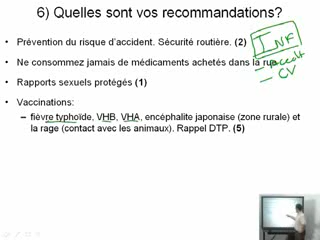 6) Quelles sont vos recommandations?
• Prévention du risque d'accident. Sécurité routière. (2)
INF
– Accdt
– CV
• Ne consommez jamais de médicaments achetés dans la rue
• Rapports sexuels protégés (1)
• Vaccinations:
– fièvre typhoïde, VHB, VHA, encéphalite japonaise (zone rurale) et
la rage (contact avec les animaux). Rappel DTP. (5)